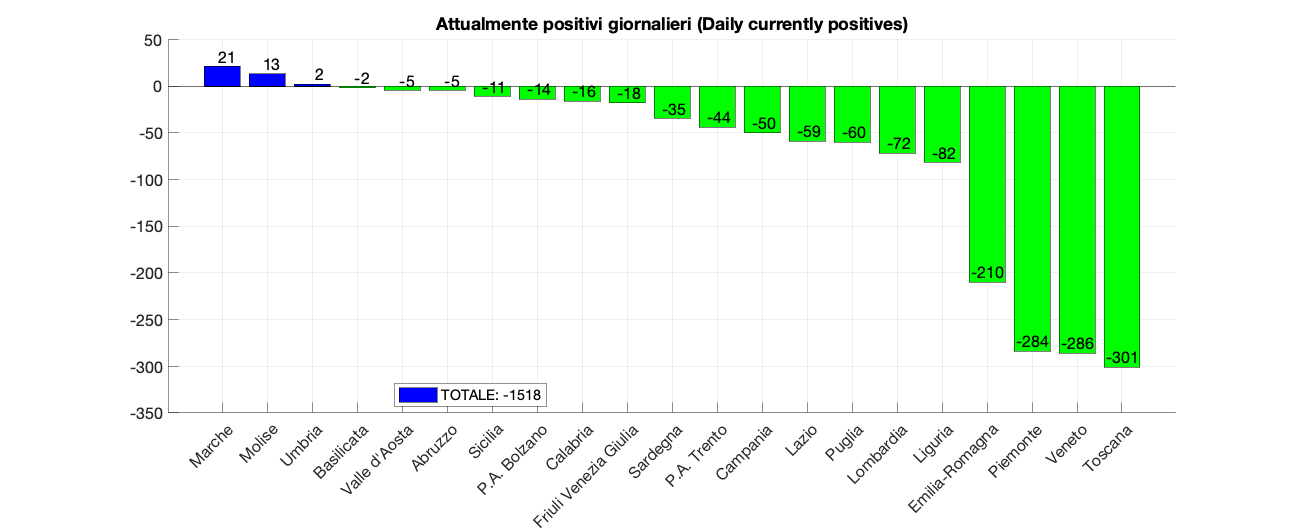 Attualmente positivi giornalieri (Daily currently positives)
50
0
-50
-100
-150
-200
-250
-300
-350
21
13
2
-2
-5
-5
-11
-14
-16
-18
-35
-44
-50
-59
-60
-72
-82
-210
-284
-286
-301
TOTALE: -1518
Marche
Molise
Umbria
Basilicata
Valle d'Aosta
Abruzzo
Sicilia
P.A. Bolzano
Calabria
Friuli Venezia Giulia
Sardegna
P.A. Trento
Campania
Lazio
Puglia
Lombardia
Liguria
Emilia-Romagna
Piemonte
Veneto
Toscana